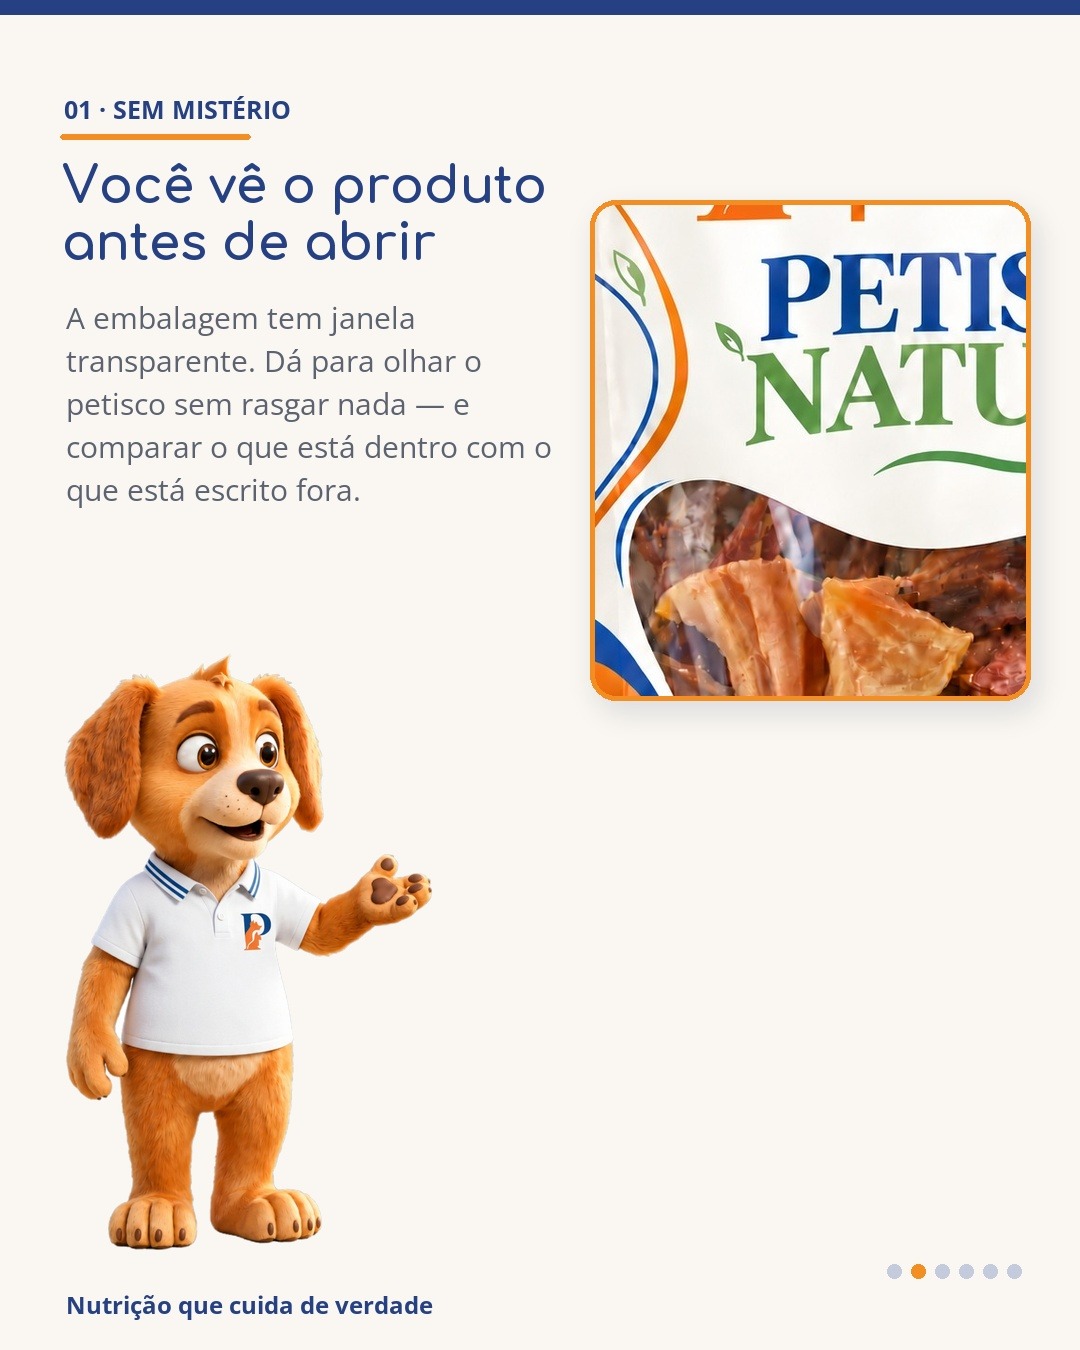 01 · SEM MISTÉRIO
Você vê o produto
antes de abrir
A embalagem tem janela
transparente. Dá para olhar o
petisco sem rasgar nada — e
comparar o que está dentro com o
que está escrito fora.
PETIS
NATU
P
Nutrição que cuida de verdade